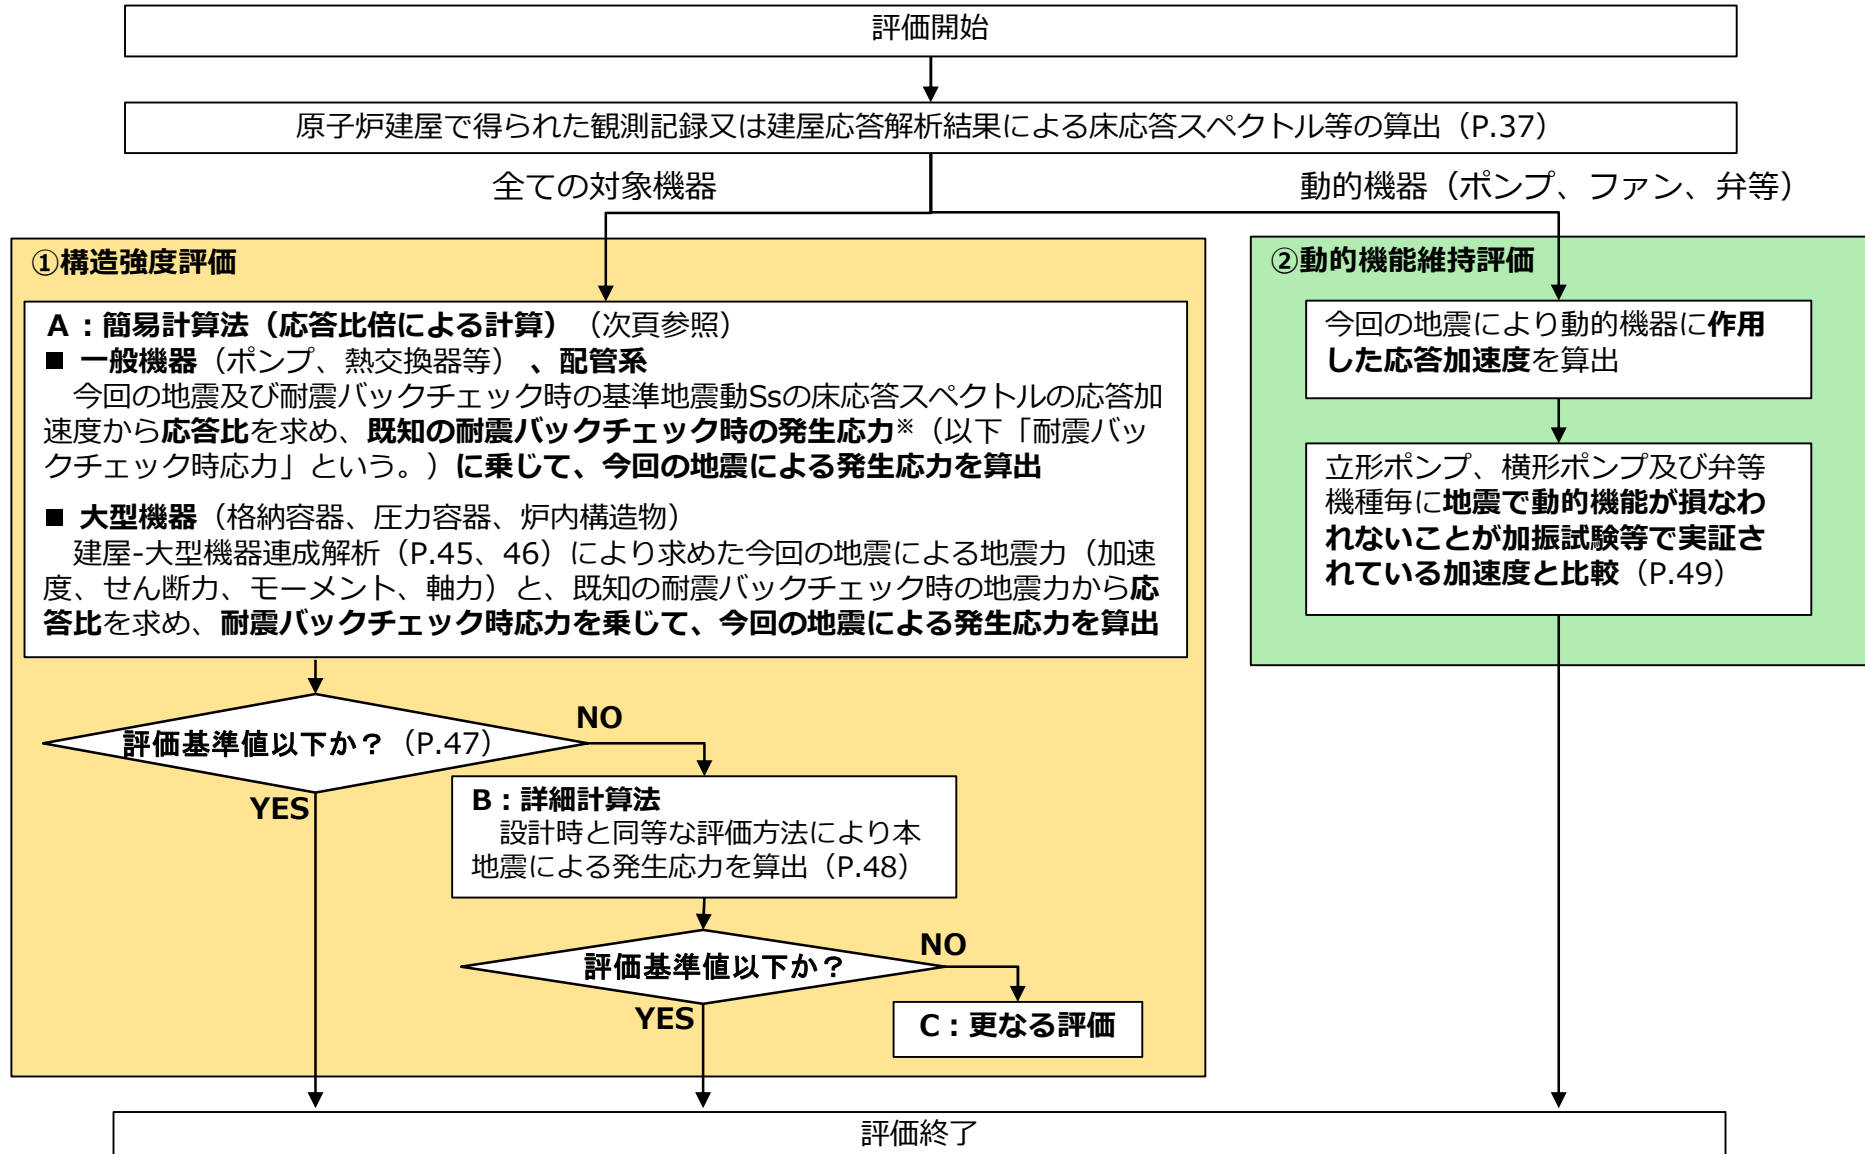 評価開始
原子炉建屋で得られた観測記録又は建屋応答解析結果による床応答スペクトル等の算出（P.37）
全ての対象機器
動的機器（ポンプ、ファン、弁等）
①構造強度評価
A：簡易計算法（応答比倍による計算）（次頁参照）
■ 一般機器（ポンプ、熱交換器等）、配管系
今回の地震及び耐震バックチェック時の基準地震動Ssの床応答スペクトルの応答加
速度から応答比を求め、既知の耐震バックチェック時の発生応力※（以下「耐震バッ
クチェック時応力」という。）に乗じて、今回の地震による発生応力を算出
■ 大型機器（格納容器、圧力容器、炉内構造物）
建屋-大型機器連成解析（P.45、46）により求めた今回の地震による地震力（加速
度、せん断力、モーメント、軸力）と、既知の耐震バックチェック時の地震力から応
答比を求め、耐震バックチェック時応力を乗じて、今回の地震による発生応力を算出
評価基準値以下か？（P.47）
NO
YES
B：詳細計算法
設計時と同等な評価方法により本
地震による発生応力を算出（P.48）
評価基準値以下か？
NO
YES
C：更なる評価
②動的機能維持評価
今回の地震により動的機器に作用
した応答加速度を算出
立形ポンプ、横形ポンプ及び弁等
機種毎に地震で動的機能が損なわ
れないことが加振試験等で実証さ
れている加速度と比較（P.49）
評価終了